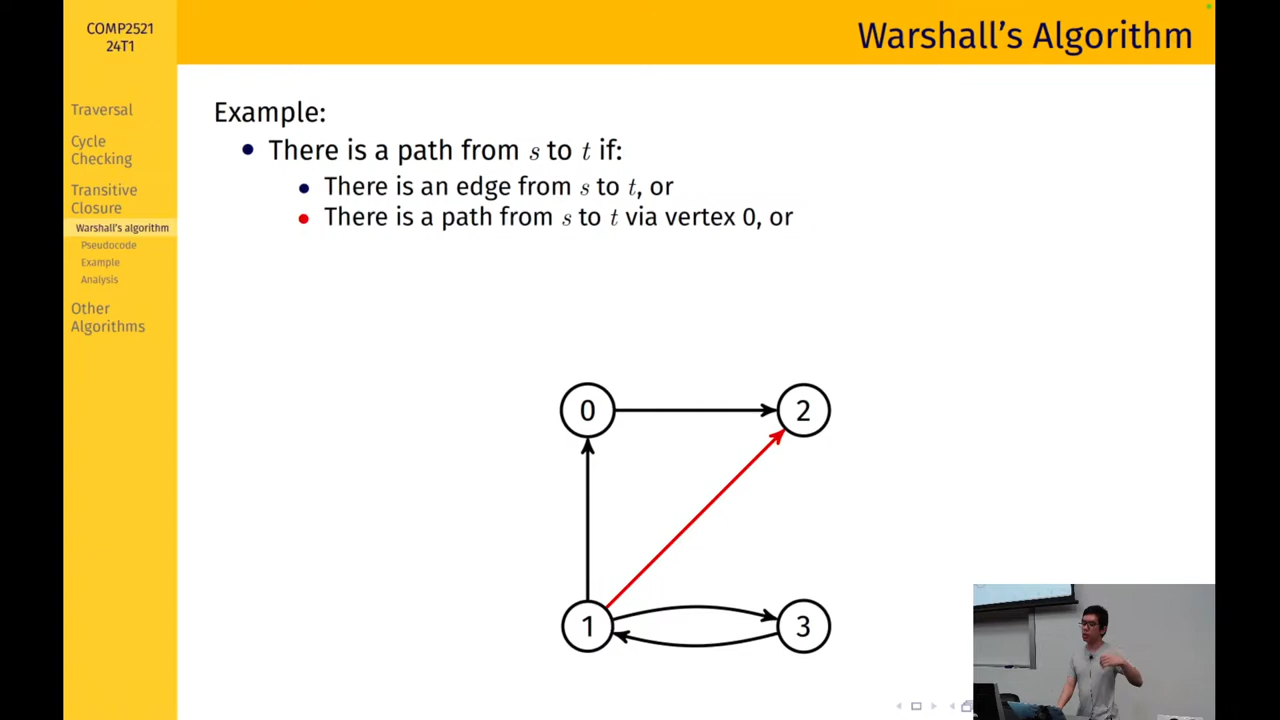 COMP2521
24T1
Warshall's Algorithm
Traversal
Cycle
Checking
Transitive
Closure
Warshall's algorithm
Pseudocode
Example
Analysis
Other
Algorithms
Example:
• There is a path from s to t if:
• There is an edge from s to t, or
• There is a path from s to t via vertex 0, or
0
2
1
3